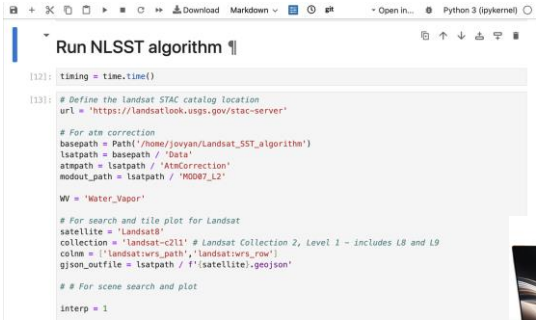 Download Markdown git Open in... Python 3 (ipykernel)
Run NLSST algorithm ¶
[12]: timing = time.time()
[13]: # Define the landsat STAC catalog location
url = 'https://landsatlook.usgs.gov/stac-server'
# For atm correction
basepath = Path('/home/jovyan/Landsat_SST_algorithm')
lsatpath = basepath / 'Data'
atmpath = lsatpath / 'AtmCorrection'
modout_path = lsatpath / 'MOD07_L2'
WV = 'Water_Vapor'
# For search and tile plot for Landsat
satellite = 'Landsat8'
collection = 'landsat-c2l1' # Landsat Collection 2, Level 1 - includes L8 and L9
colnm = ['landsat:wrs_path','landsat:wrs_row']
gjson_outfile = lsatpath / f'{satellite}.geojson'
# # For scene search and plot
interp = 1